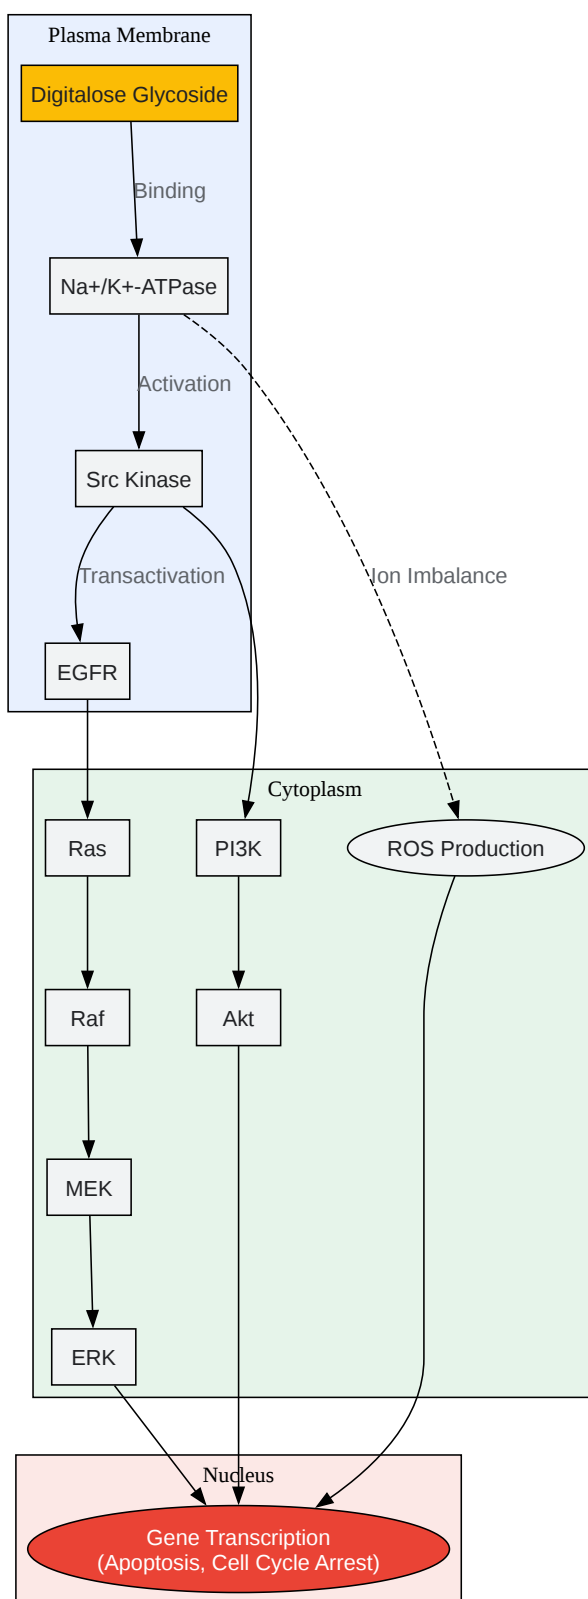 Plasma Membrane
Digitalose Glycoside
Binding
Na+/K+-ATPase
Activation
Src Kinase
Transactivation
Ion Imbalance
EGFR
Cytoplasm
Ras
PI3K
ROS Production
Raf
Akt
MEK
ERK
Nucleus
Gene Transcription
(Apoptosis, Cell Cycle Arrest)